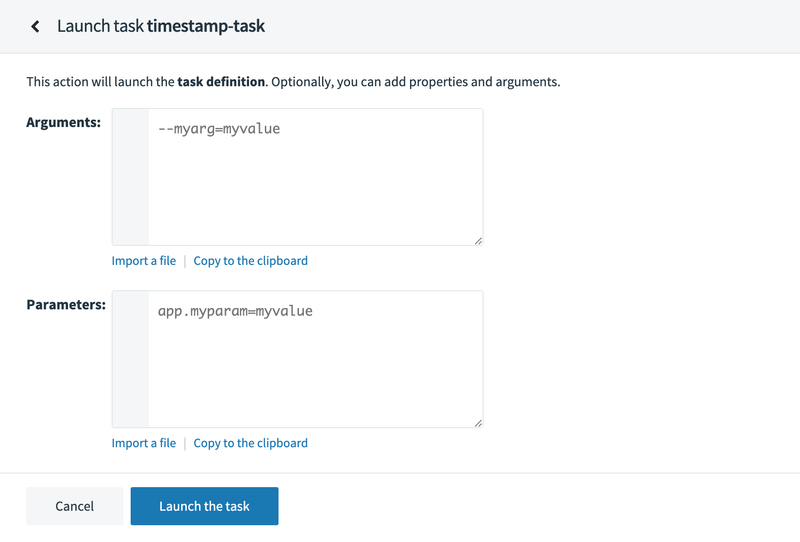 Launch task timestamp-task
This action will launch the task definition. Optionally, you can add properties and arguments.
Arguments:
--myarg=myvalue
Import a file | Copy to the clipboard
Parameters:
app.myparam=myvalue
Import a file | Copy to the clipboard
Cancel
Launch the task